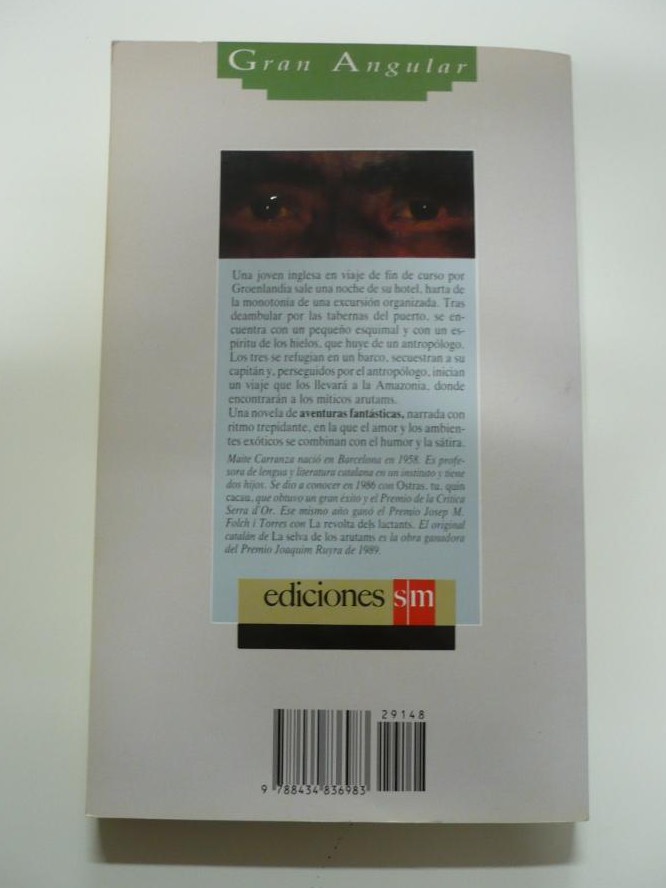 Gran Angular
Una joven inglesa en viaje de fin de curso por
Groenlandia sale una noche de su hotel, harta de
la monotonía de una excursión organizada. Tras
deambular por las tabernas del puerto, se en-
cuentra con un pequeño esquimal y con un es-
píritu de los hielos, que huye de un antropólogo.
Los tres se refugian en un barco, secuestran a su
capitán y, perseguidos por el antropólogo, inician
un viaje que los llevará a la Amazonia, donde
encontrarán a los míticos arutams.
Una novela de aventuras fantásticas, narrada con
ritmo trepidante, en la que el amor y los ambien-
tes exóticos se combinan con el humor y la sátira.
Maite Carranza nació en Barcelona en 1958. Es profe-
sora de lengua y literatura catalana en un instituto y tiene
dos hijos. Se dio a conocer en 1986 con Ostras, tu, quin
cacau, que obtuvo un gran éxito y el Premio de la Crítica
Serra d'Or. Ese mismo año ganó el Premio Josep M.
Folch i Torres con La revolta dels lactants. El original
catalán de La selva de los arutams es la obra ganadora
del Premio Joaquim Ruyra de 1989.
ediciones sm
29148
9 788434 836983